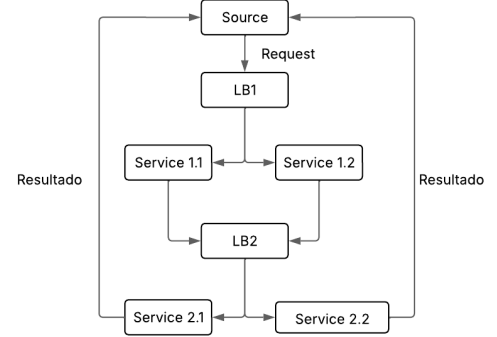 Source
Request
LB1
Service 1.1
Service 1.2
Resultado
Resultado
LB2
Service 2.1
Service 2.2